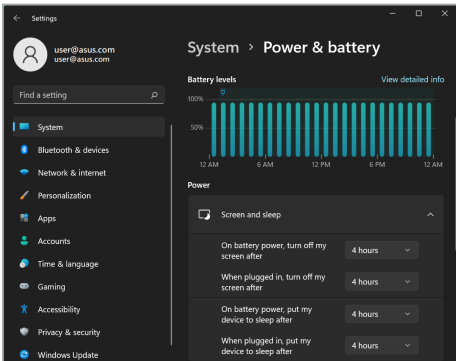 Settings
user@asus.com
user@asus.com
Find a setting
System
Bluetooth & devices
Network & internet
Personalization
Apps
Accounts
Time & language
Gaming
Accessibility
Privacy & security
Windows Update
System > Power & battery
Battery levels
View detailed info
100%
50%
12 AM 6 AM 12 PM 6 PM 12 AM
Power
Screen and sleep
On battery power, turn off my
screen after
4 hours
When plugged in, turn off my
screen after
4 hours
On battery power, put my
device to sleep after
4 hours
When plugged in, put my
device to sleep after
4 hours